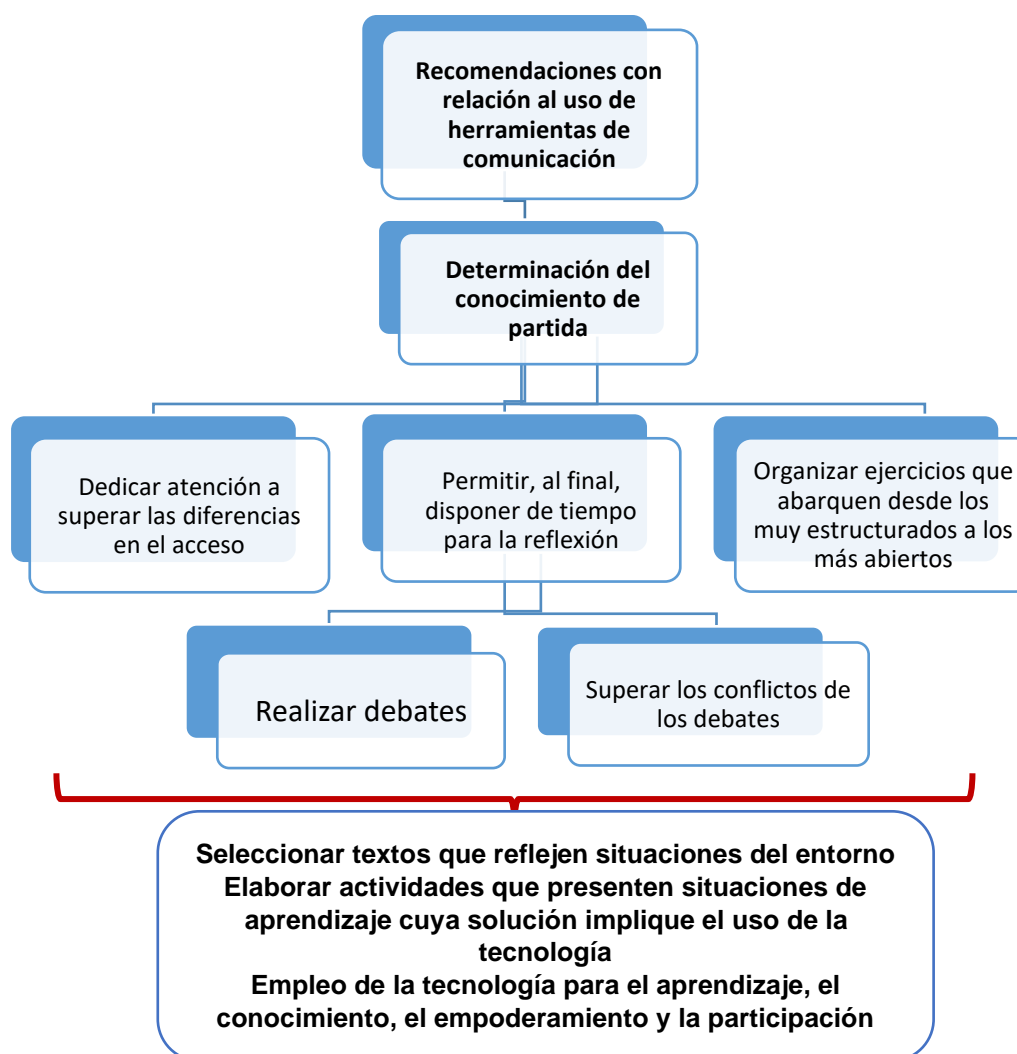 Recomendaciones con
relación al uso de
herramientas de
comunicación
Determinación del
conocimiento de
partida
Dedicar atención a
superar las diferencias
en el acceso
Permitir, al final,
disponer de tiempo
para la reflexión
Organizar ejercicios que
abarquen desde los
muy estructurados a los
más abiertos
Realizar debates
Superar los conflictos de
los debates
Seleccionar textos que reflejen situaciones del entorno
Elaborar actividades que presenten situaciones de
aprendizaje cuya solución implique el uso de la
tecnología
Empleo de la tecnología para el aprendizaje, el
conocimiento, el empoderamiento y la participación